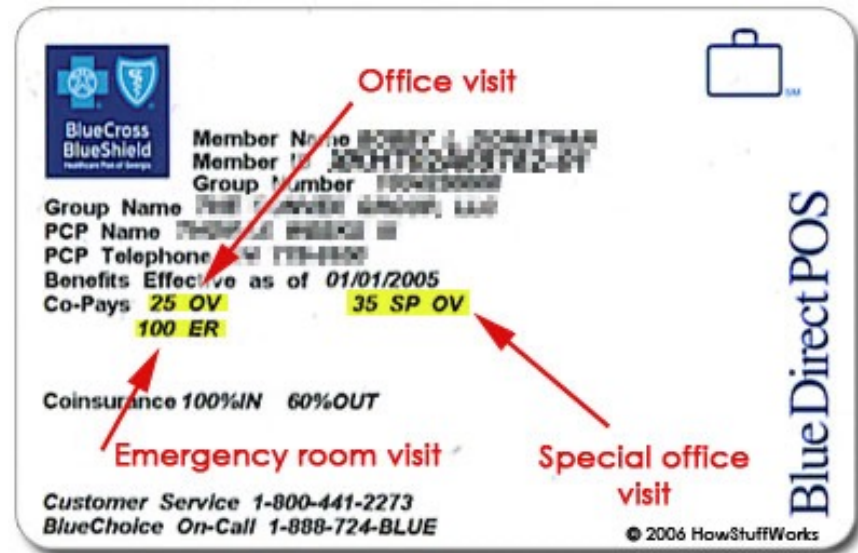 Office visit
SM
BlueCross
BlueShield
Healthcare Plan of Georgia
Member Name
Member ID
Group Number
Group Name
PCP Name
PCP Telephone
Benefits Effective as of 01/01/2005
Co-Pays 25 OV 35 SP OV
100 ER
Coinsurance 100%IN 60%OUT
Emergency room visit
Special office
visit
Customer Service 1-800-441-2273
BlueChoice On-Call 1-888-724-BLUE
BlueDirectPOS
© 2006 HowStuffWorks